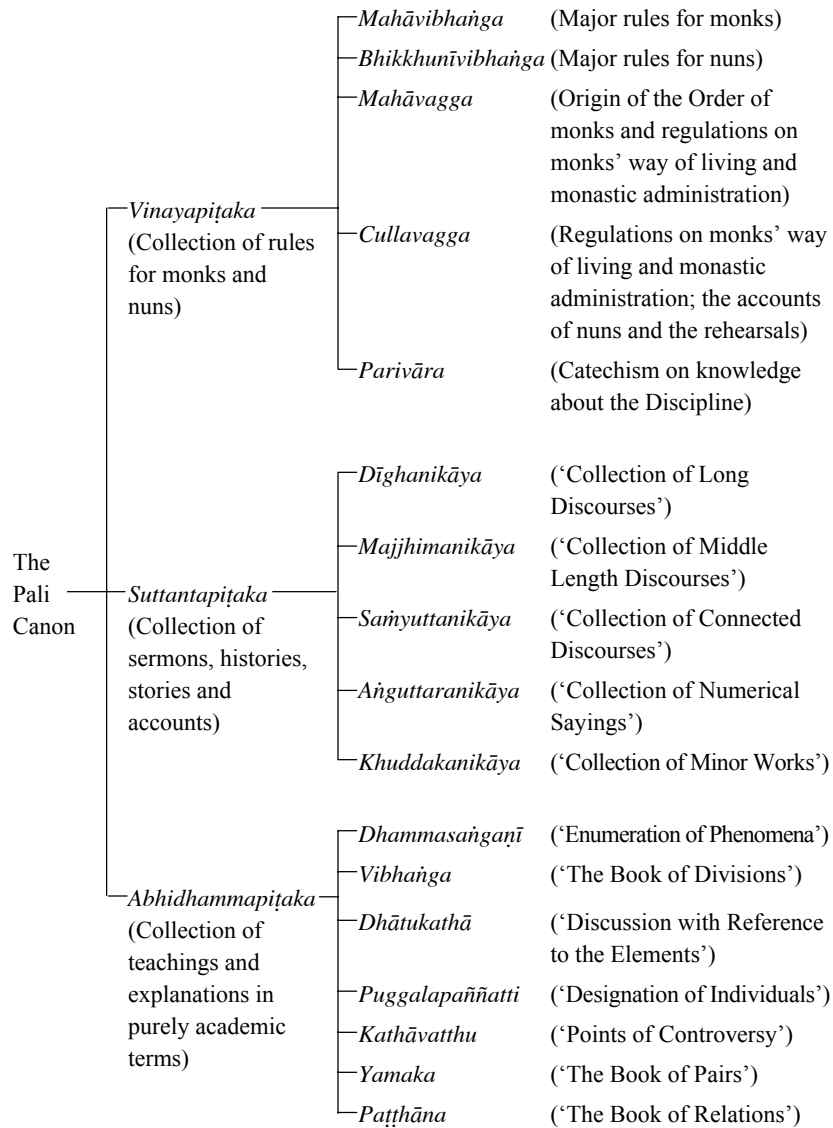 The
Pali
Canon
Vinayapiṭaka
(Collection of rules
for monks and
nuns)
Mahāvibhaṅga (Major rules for monks)
Bhikkhunīvibhaṅga (Major rules for nuns)
Mahāvagga (Origin of the Order of
monks and regulations on
monks’ way of living and
monastic administration)
Cullavagga (Regulations on monks’ way
of living and monastic
administration; the accounts
of nuns and the rehearsals)
Parivāra (Catechism on knowledge
about the Discipline)
Suttantapiṭaka
(Collection of
sermons, histories,
stories and
accounts)
Dīghanikāya (‘Collection of Long
Discourses’)
Majjhimanikāya (‘Collection of Middle
Length Discourses’)
Saṁyuttanikāya (‘Collection of Connected
Discourses’)
Aṅguttaranikāya (‘Collection of Numerical
Sayings’)
Khuddakanikāya (‘Collection of Minor Works’)
Abhidhammapiṭaka
(Collection of
teachings and
explanations in
purely academic
terms)
Dhammasaṅgaṇī (‘Enumeration of Phenomena’)
Vibhaṅga (‘The Book of Divisions’)
Dhātukathā (‘Discussion with Reference
to the Elements’)
Puggalapaññatti (‘Designation of Individuals’)
Kathāvatthu (‘Points of Controversy’)
Yamaka (‘The Book of Pairs’)
Paṭṭhāna (‘The Book of Relations’)